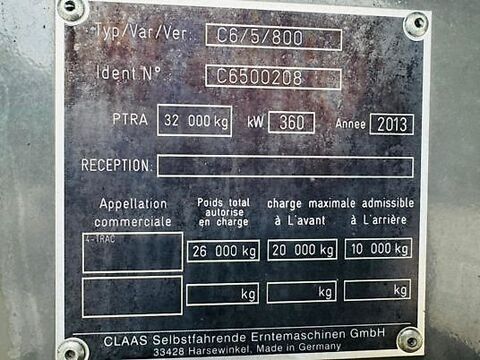 Typ/Var/Ver: C6/5/800
Ident.N° C6500208
PTRA 32 000 kg kW 360 Année 2013
RECEPTION:
Appellation commerciale Poids total autorise en charge charge maximale admissible à L'avant à L'arrière
4-TRAC 26 000 kg 20 000 kg 10 000 kg
kg kg kg
CLAAS Selbstfahrende Erntemaschinen GmbH
33428 Harsewinkel, Made in Germany